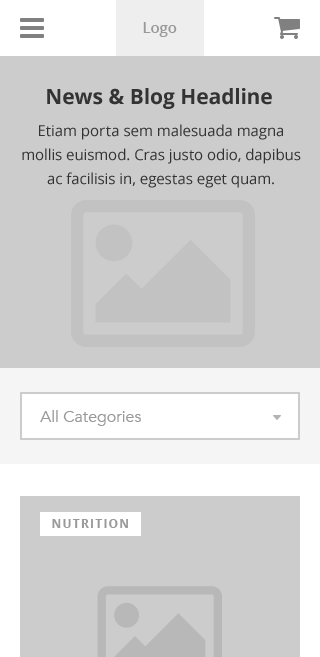 Logo
News & Blog Headline
Etiam porta sem malesuada magna
mollis euismod. Cras justo odio, dapibus
ac facilisis in, egestas eget quam.
All Categories
NUTRITION